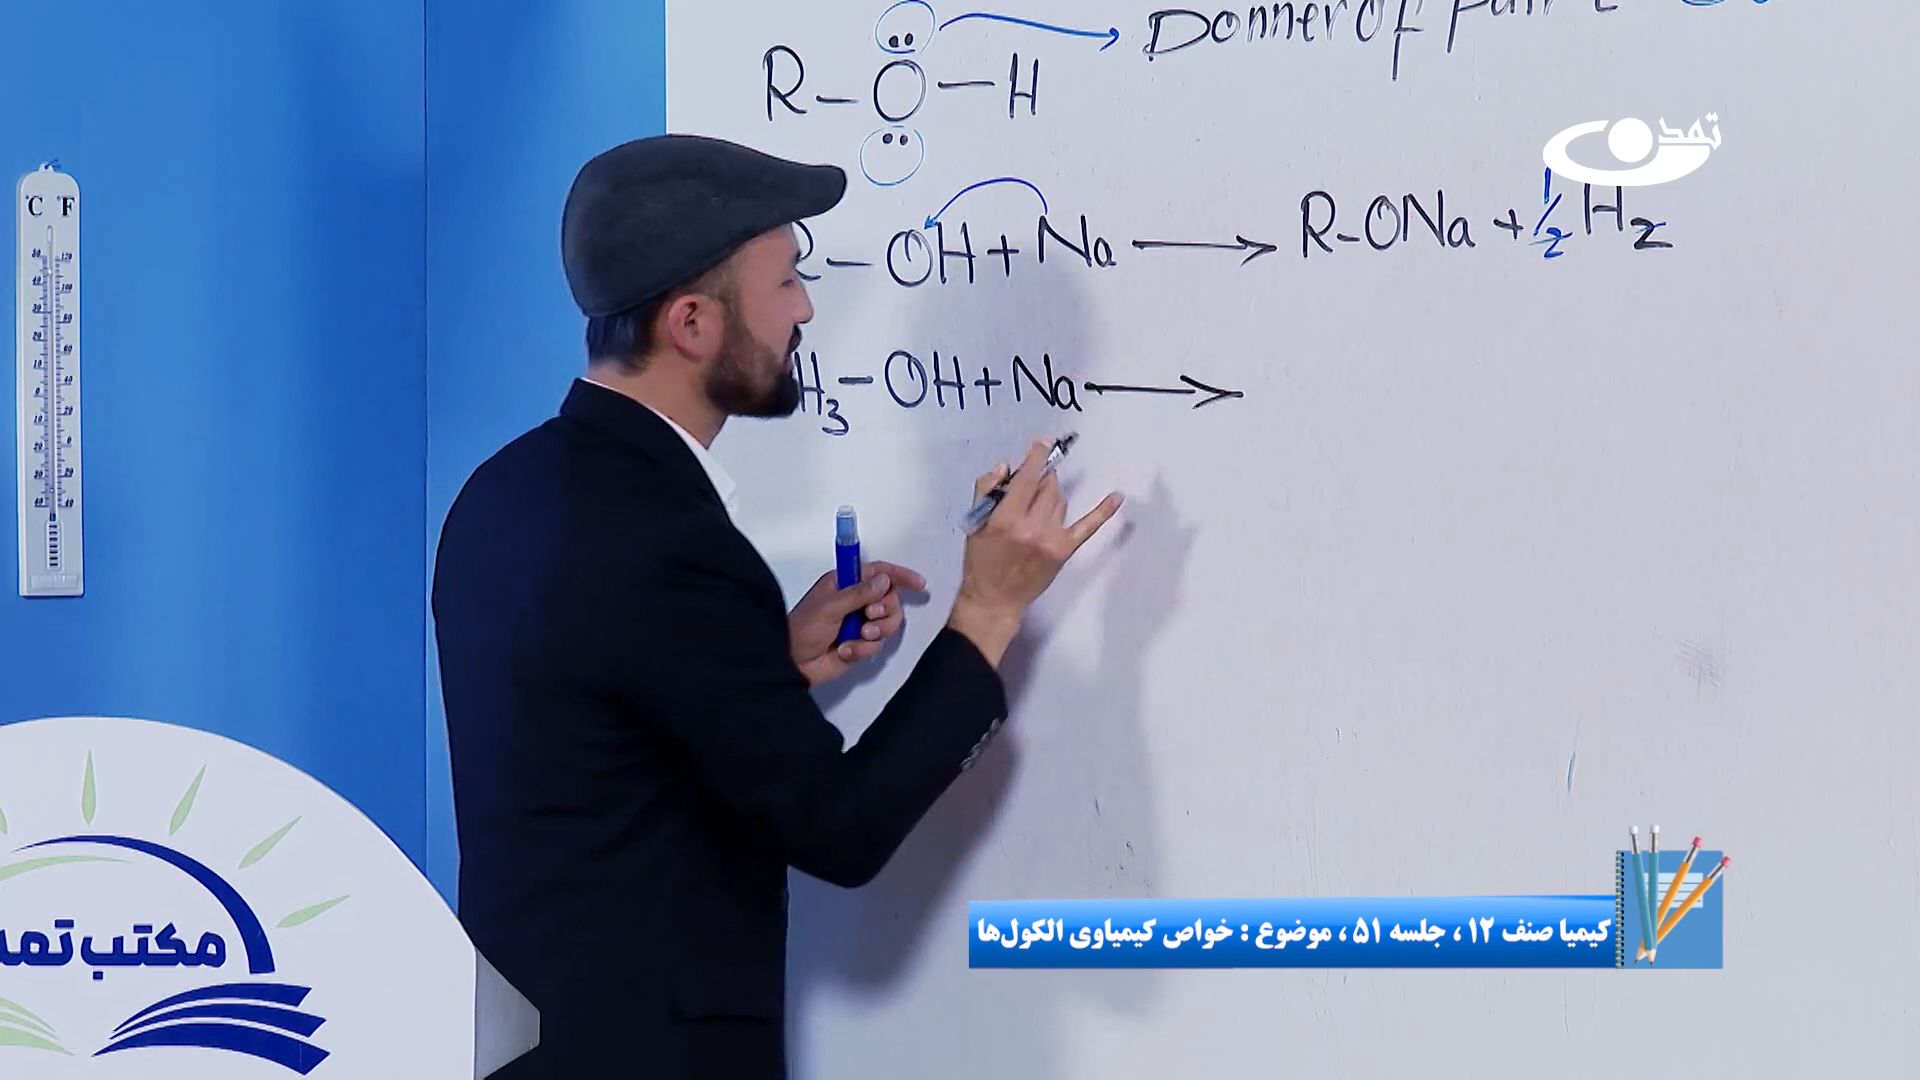 Donner of
R–O–H
تمدن
R–OH + Na → R–ONa + 1/2 H2
H3–OH + Na →
°C °F
مکتب تمد
کیمیا صنف ۱۲ ، جلسه ۵۱ ، موضوع : خواص کیمیاوی الکول‌ها